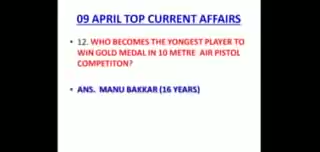 09 APRIL TOP CURRENT AFFAIRS
• 12. WHO BECOMES THE YONGEST PLAYER TO
WIN GOLD MEDAL IN 10 METRE AIR PISTOL
COMPETITON?
• ANS. MANU BAKKAR (16 YEARS)